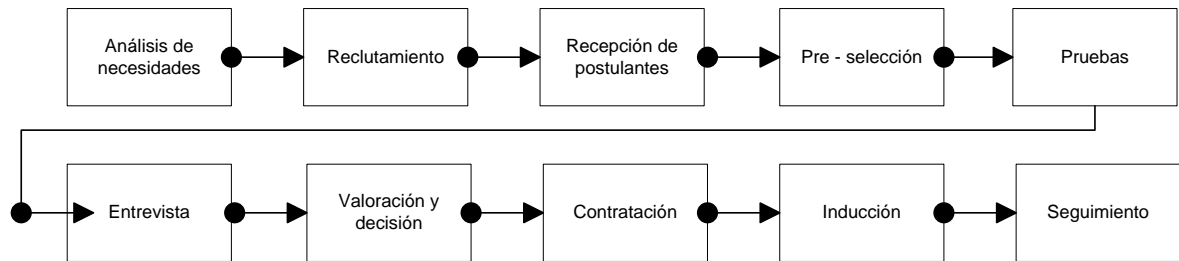 Análisis de
necesidades
Reclutamiento
Recepción de
postulantes
Pre - selección
Pruebas
Entrevista
Valoración y
decisión
Contratación
Inducción
Seguimiento